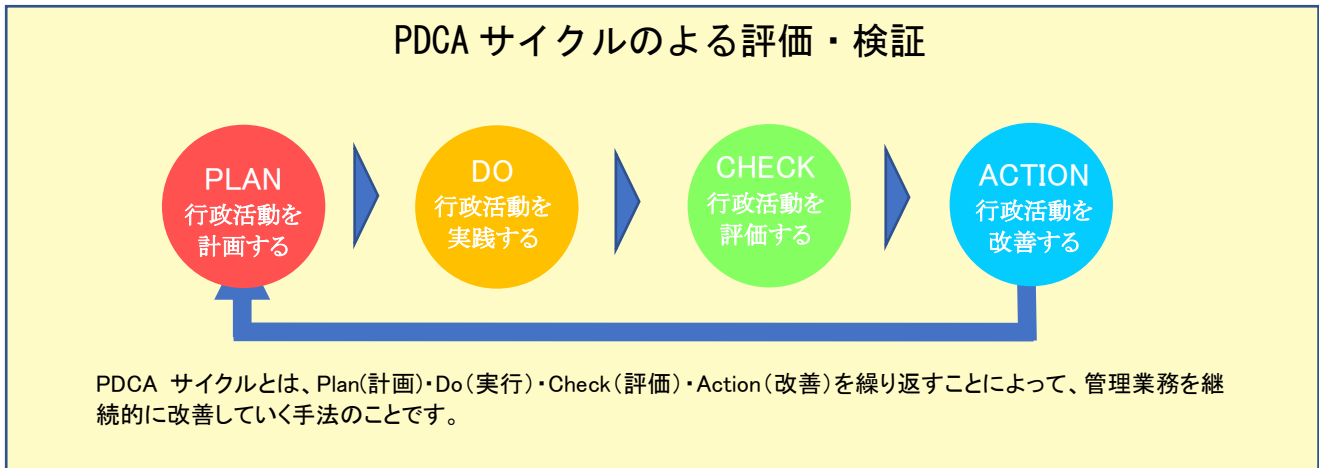 PDCA サイクルのよる評価・検証
PLAN
行政活動を
計画する
DO
行政活動を
実践する
CHECK
行政活動を
評価する
ACTION
行政活動を
改善する
PDCA サイクルとは、Plan(計画)・Do(実行)・Check(評価)・Action(改善)を繰り返すことによって、管理業務を継
続的に改善していく手法のことです。